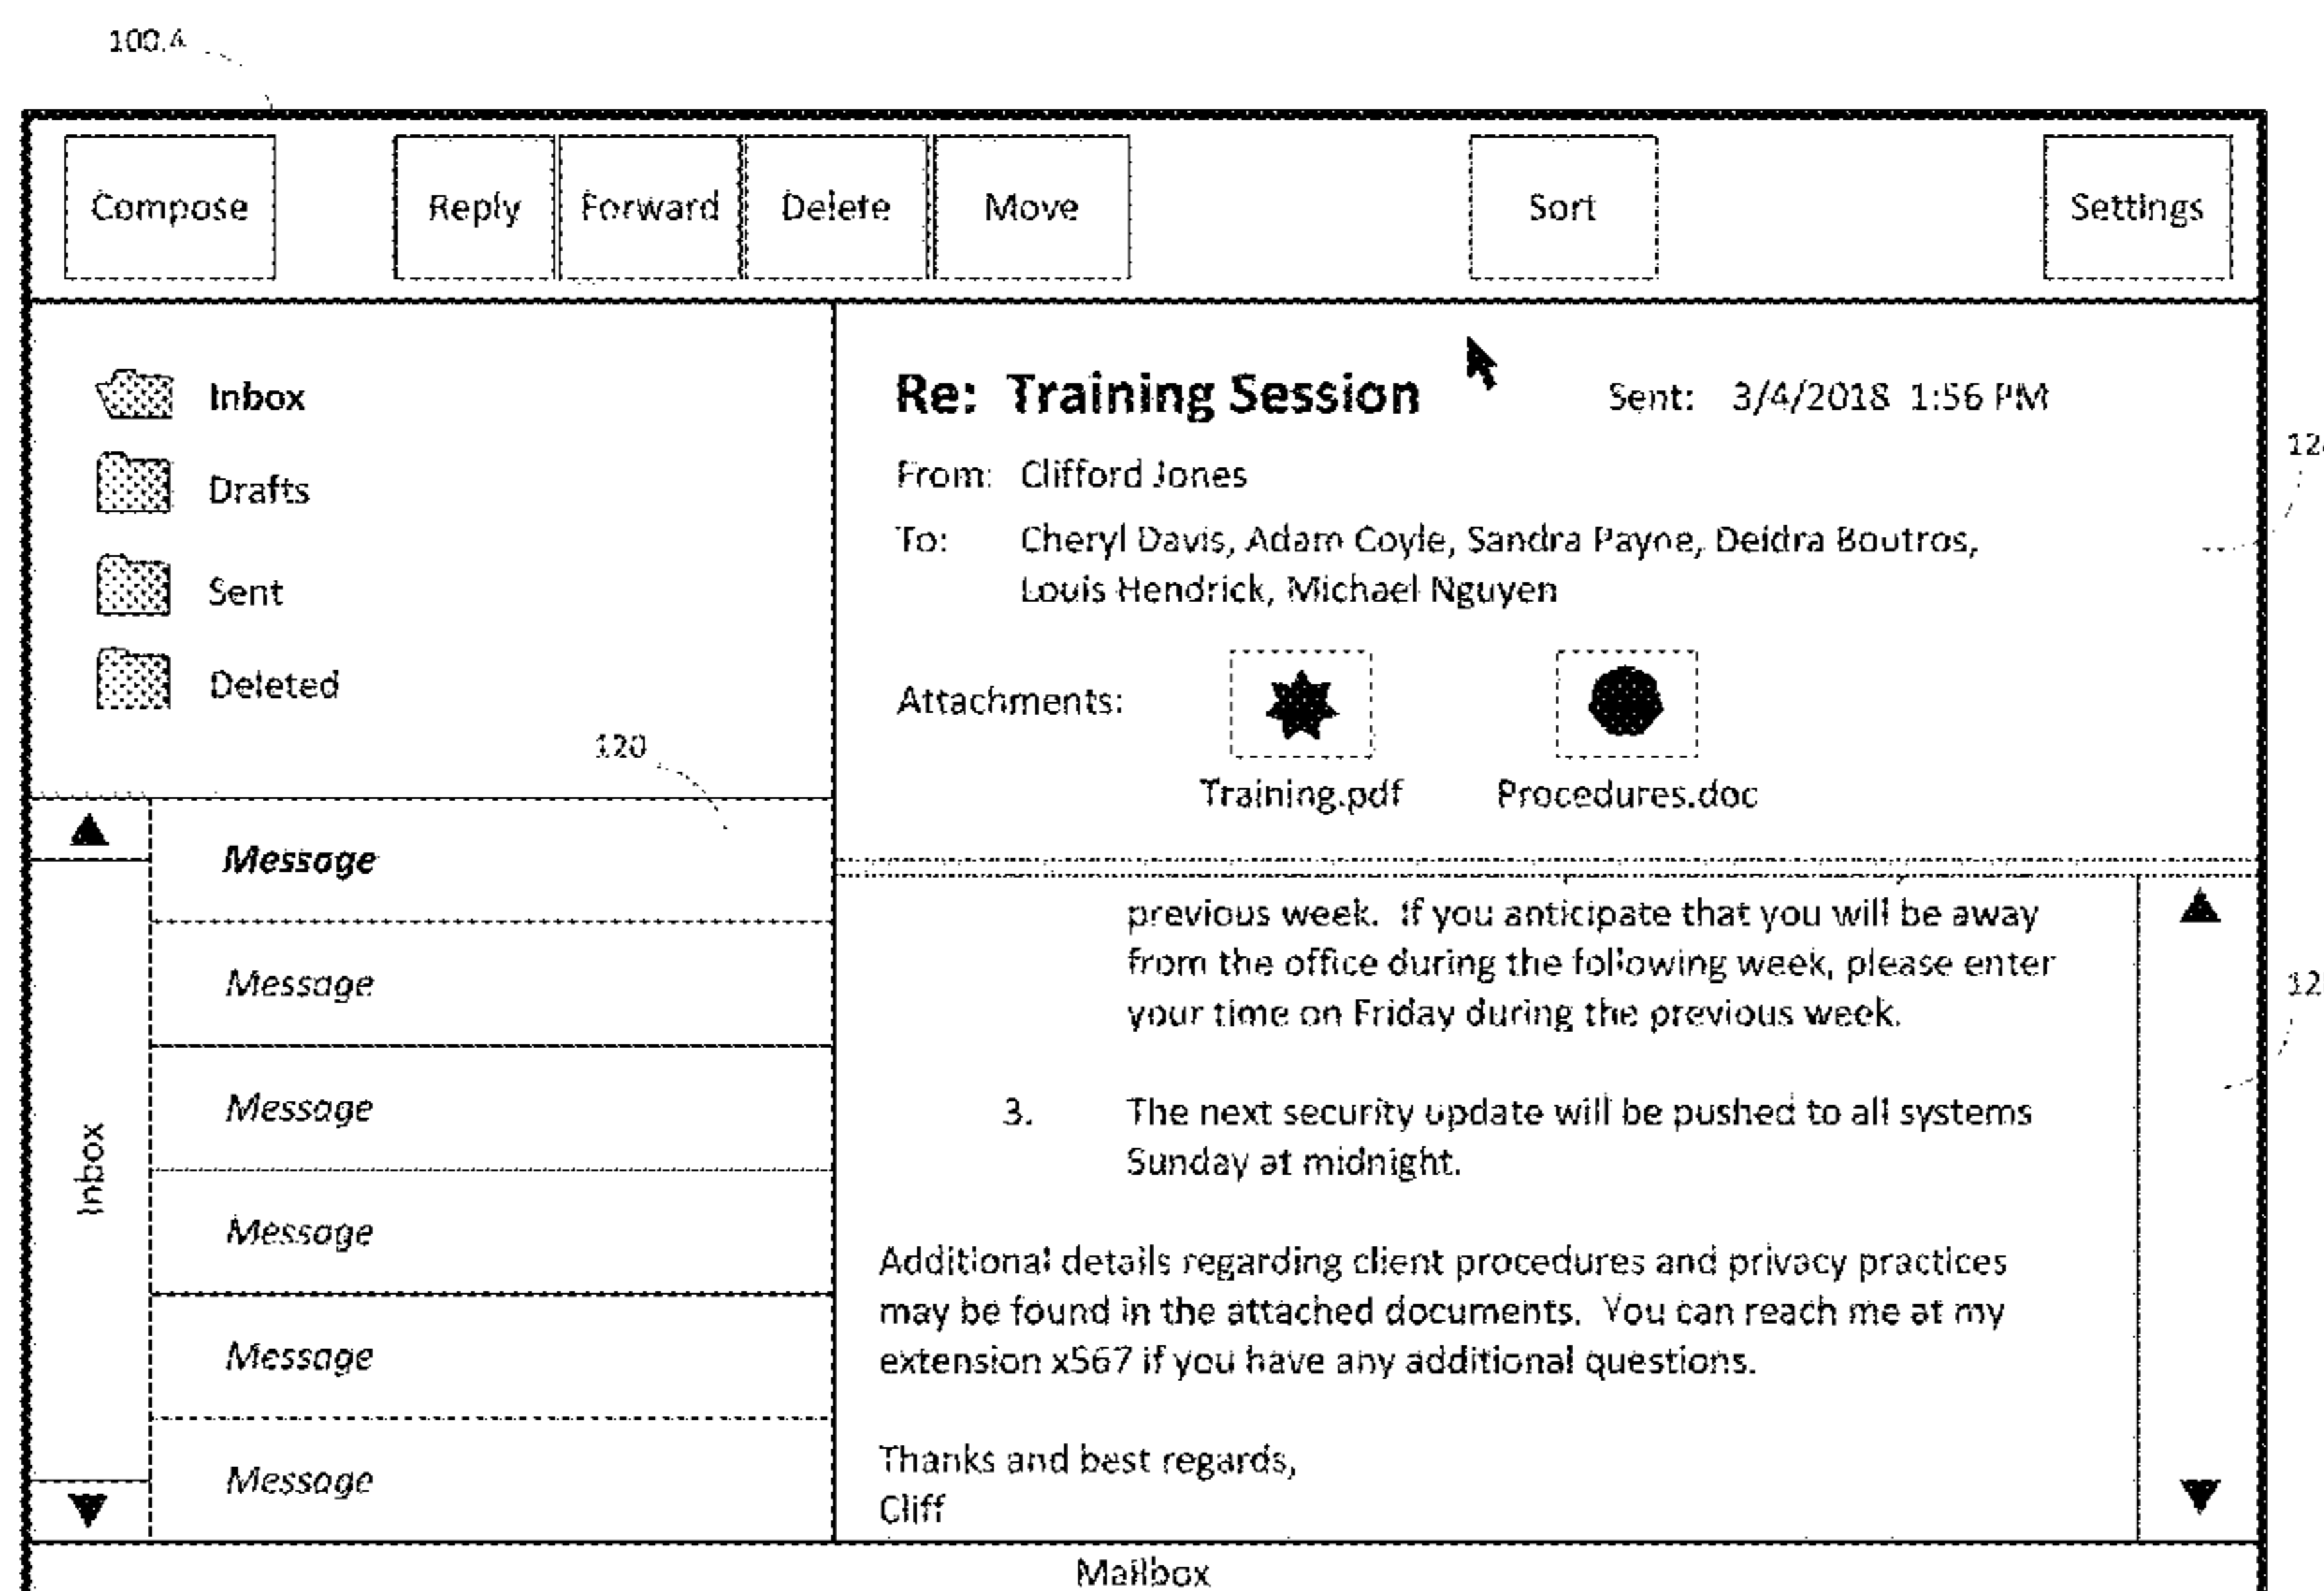 100.4
Compose
Reply
Forward
Delete
Move
Sort
Settings
Inbox
Drafts
Sent
Deleted
120
Re: Training Session
Sent: 3/4/2018 1:56 PM
From: Clifford Jones
To: Cheryl Davis, Adam Coyle, Sandra Payne, Deidra Boutros,
Louis Hendrick, Michael Nguyen
Attachments:
Training.pdf
Procedures.doc
Inbox
Message
Message
Message
Message
Message
Message
previous week. If you anticipate that you will be away
from the office during the following week, please enter
your time on Friday during the previous week.
3. The next security update will be pushed to all systems
Sunday at midnight.
Additional details regarding client procedures and privacy practices
may be found in the attached documents. You can reach me at my
extension x567 if you have any additional questions.
Thanks and best regards,
Cliff
Mailbox